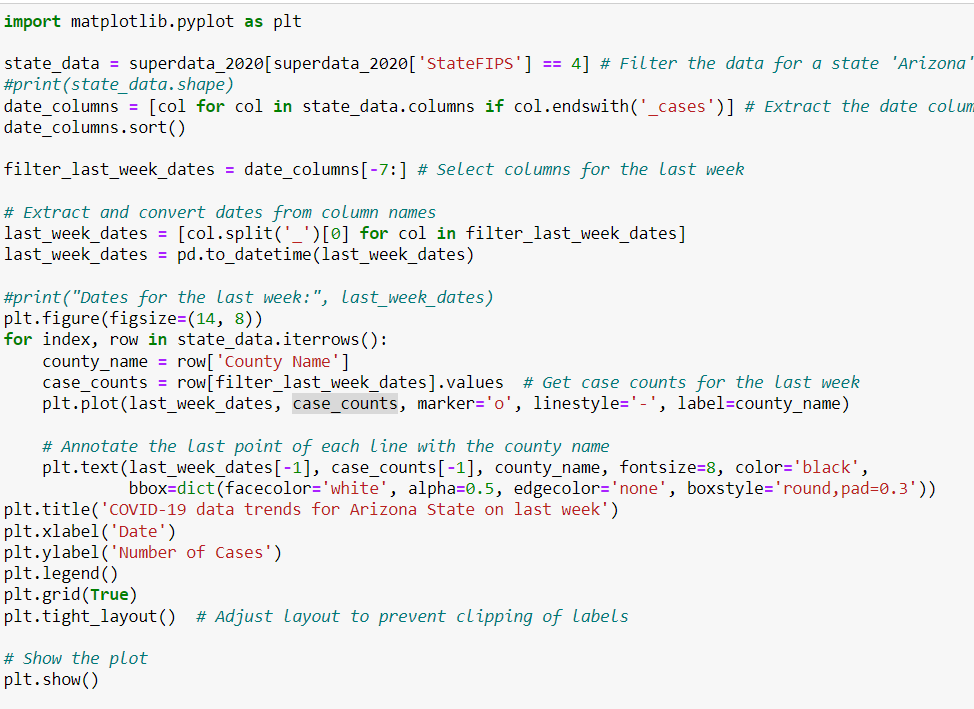 import matplotlib.pyplot as plt
state_data = superdata_2020[superdata_2020['StateFIPS'] == 4] # Filter the data for a state 'Arizona'
#print(state_data.shape)
date_columns = [col for col in state_data.columns if col.endswith('_cases')] # Extract the date colum
date_columns.sort()
filter_last_week_dates = date_columns[-7:] # Select columns for the last week
# Extract and convert dates from column names
last_week_dates = [col.split('_')[0] for col in filter_last_week_dates]
last_week_dates = pd.to_datetime(last_week_dates)
#print("Dates for the last week:", last_week_dates)
plt.figure(figsize=(14, 8))
for index, row in state_data.iterrows():
    county_name = row['County Name']
    case_counts = row[filter_last_week_dates].values  # Get case counts for the last week
    plt.plot(last_week_dates, case_counts, marker='o', linestyle='-', label=county_name)
    # Annotate the last point of each line with the county name
    plt.text(last_week_dates[-1], case_counts[-1], county_name, fontsize=8, color='black',
             bbox=dict(facecolor='white', alpha=0.5, edgecolor='none', boxstyle='round,pad=0.3'))
plt.title('COVID-19 data trends for Arizona State on last week')
plt.xlabel('Date')
plt.ylabel('Number of Cases')
plt.legend()
plt.grid(True)
plt.tight_layout()  # Adjust layout to prevent clipping of labels
# Show the plot
plt.show()